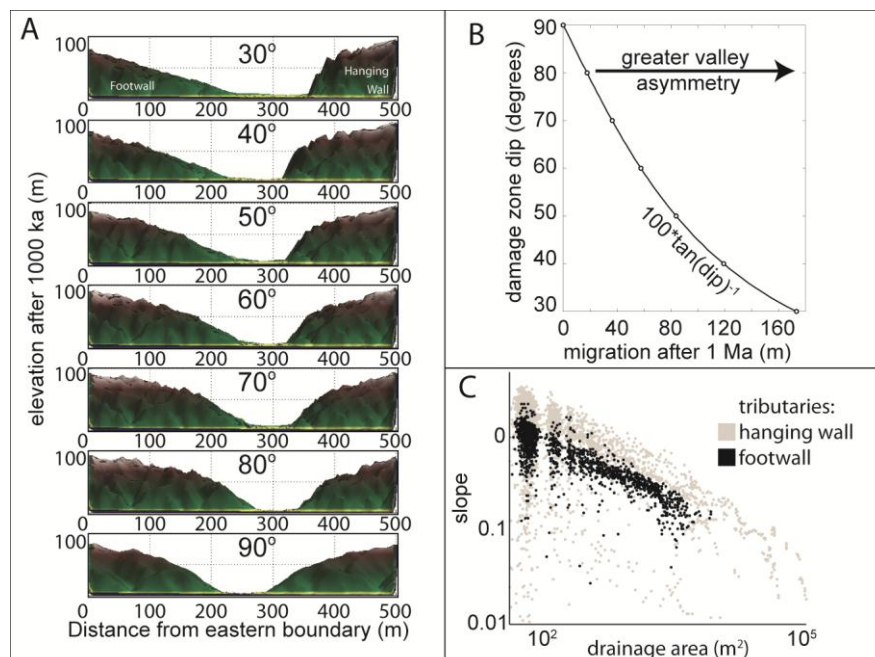 A
elevation after 1000 ka (m)
100
30°
Footwall
Hanging
Wall
0 100 200 300 400 500
100
40°
0 100 200 300 400 500
100
50°
0 100 200 300 400 500
100
60°
0 100 200 300 400 500
100
70°
0 100 200 300 400 500
100
80°
0 100 200 300 400 500
100
90°
0 100 200 300 400 500
Distance from eastern boundary (m)
B
damage zone dip (degrees)
90
80
70
60
50
40
30
greater valley
asymmetry
100*tan(dip)⁻¹
0 40 80 120 160
migration after 1 Ma (m)
C
slope
0
0.1
0.01
tributaries:
hanging wall
footwall
10² 10⁵
drainage area (m²)